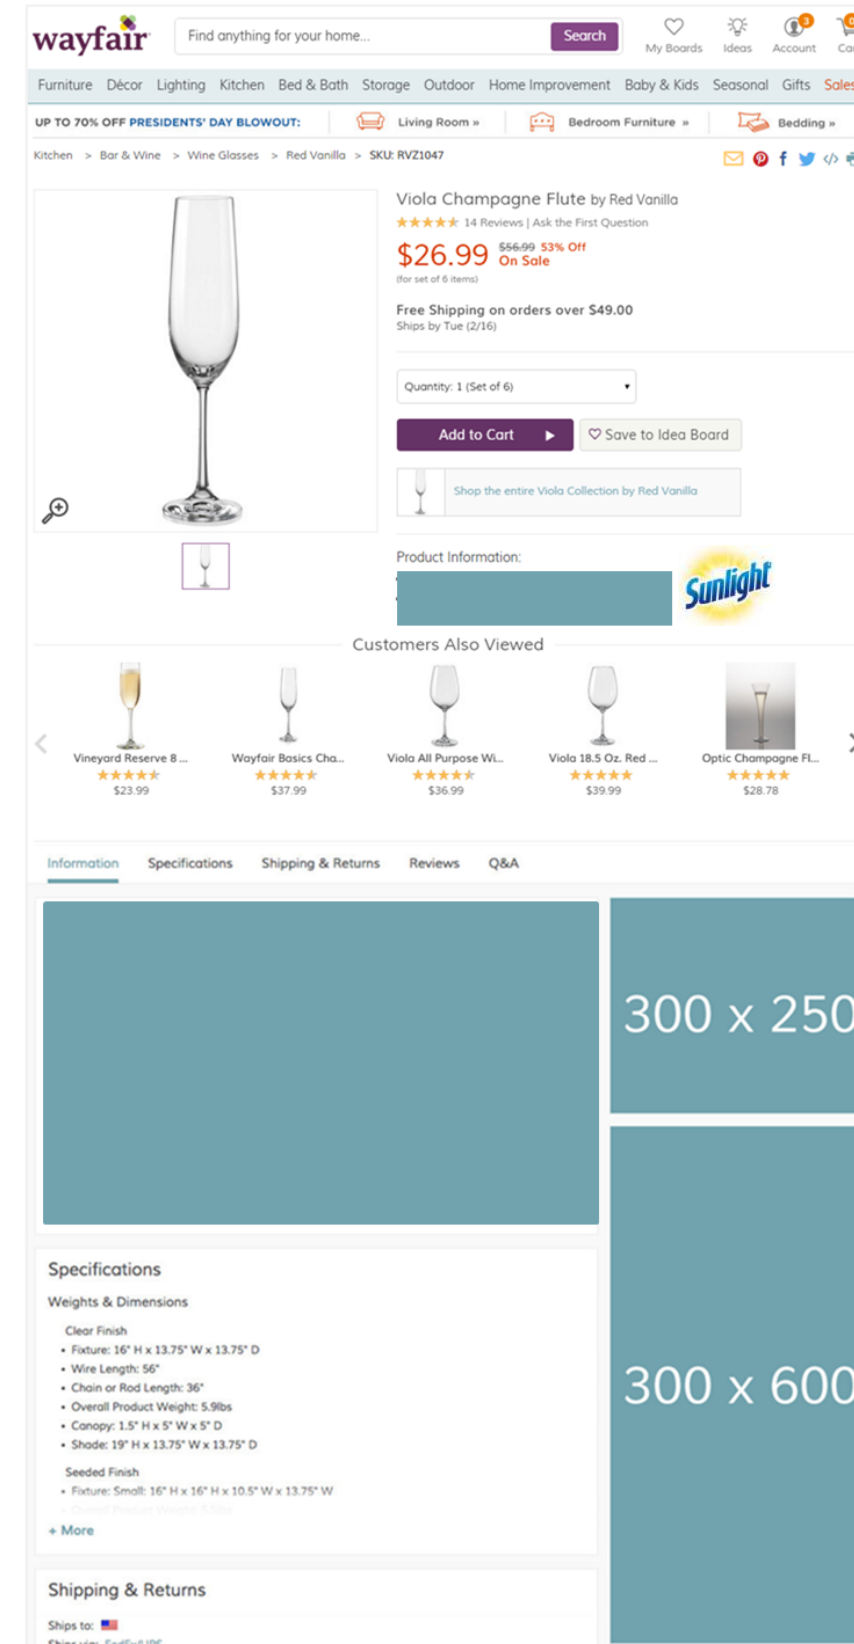 wayfair
Find anything for your home...
Search
My Boards
Ideas
3
Account
Furniture Décor Lighting Kitchen Bed & Bath Storage Outdoor Home Improvement Baby & Kids Seasonal Gifts Sales
UP TO 70% OFF PRESIDENTS' DAY BLOWOUT:
Living Room »
Bedroom Furniture »
Bedding »
Kitchen > Bar & Wine > Wine Glasses > Red Vanilla > SKU: RVZ1047
Viola Champagne Flute by Red Vanilla
14 Reviews | Ask the First Question
$26.99 $56.99 53% Off
On Sale
(for set of 6 items)
Free Shipping on orders over $49.00
Ships by Tue (2/16)
Quantity: 1 (Set of 6)
Add to Cart
Save to Idea Board
Shop the entire Viola Collection by Red Vanilla
Product Information:
Sunlight
Customers Also Viewed
Vineyard Reserve 8 ...
$23.99
Wayfair Basics Cha...
$37.99
Viola All Purpose Wi...
$36.99
Viola 18.5 Oz. Red ...
$39.99
Optic Champagne Fl...
$28.78
Information Specifications Shipping & Returns Reviews Q&A
300 x 250
300 x 600
Specifications
Weights & Dimensions
Clear Finish
• Fixture: 16" H x 13.75" W x 13.75" D
• Wire Length: 56"
• Chain or Rod Length: 36"
• Overall Product Weight: 5.9lbs
• Canopy: 1.5" H x 5" W x 5" D
• Shade: 19" H x 13.75" W x 13.75" D
Seeded Finish
• Fixture: Small: 16" H x 16" H x 10.5" W x 13.75" W
+ More
Shipping & Returns
Ships to: